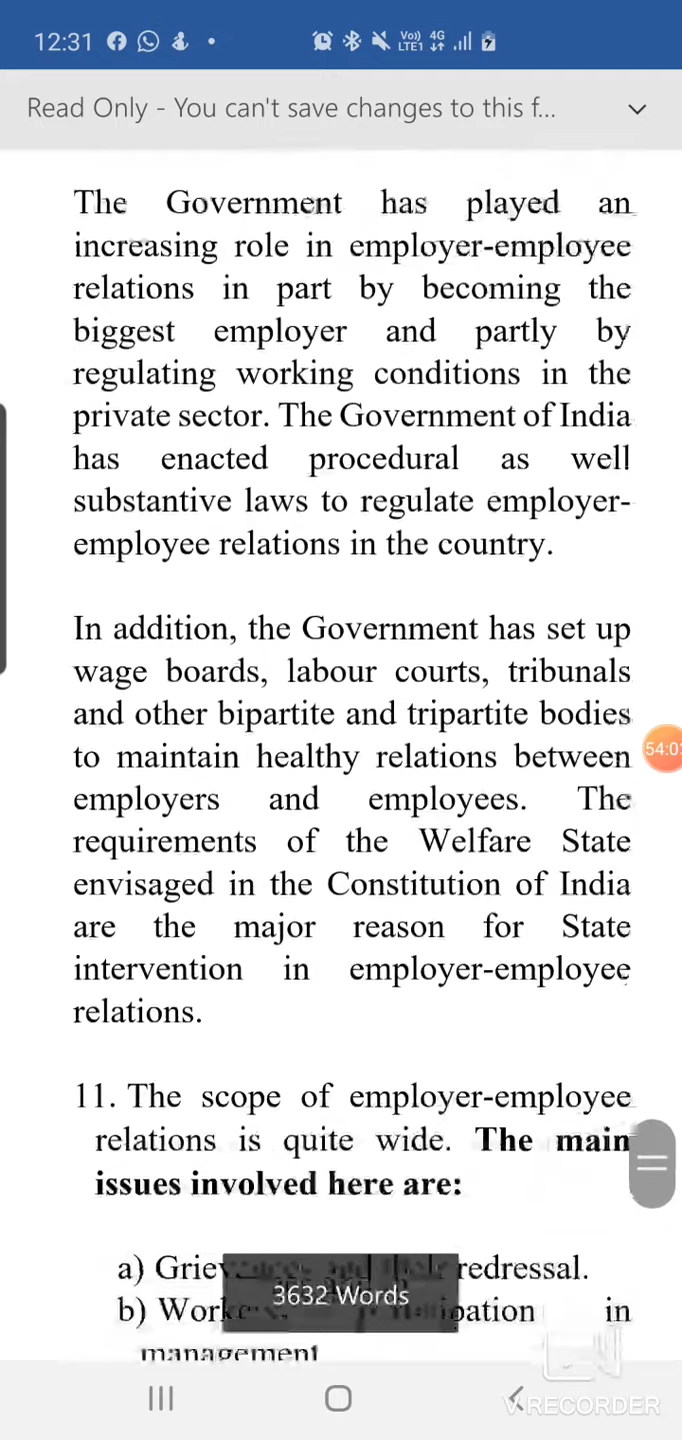 12:31
Vo)) 4G
LTE1
Read Only - You can't save changes to this f...
The Government has played an
increasing role in employer-employee
relations in part by becoming the
biggest employer and partly by
regulating working conditions in the
private sector. The Government of India
has enacted procedural as well
substantive laws to regulate employer-
employee relations in the country.
In addition, the Government has set up
wage boards, labour courts, tribunals
and other bipartite and tripartite bodies
to maintain healthy relations between
54:0
employers and employees. The
requirements of the Welfare State
envisaged in the Constitution of India
are the major reason for State
intervention in employer-employee
relations.
11. The scope of employer-employee
relations is quite wide. The main
issues involved here are:
a) redressal.
3632 Words
b) in
management
VRECORDER